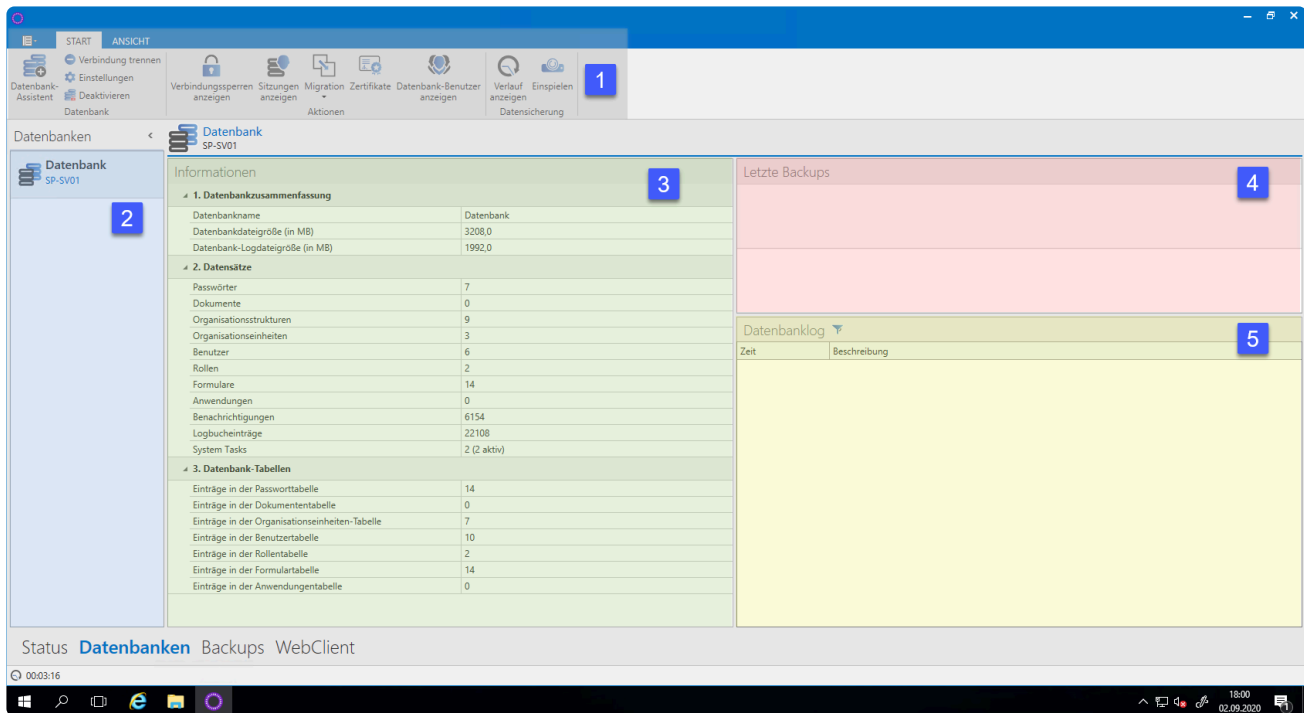 START ANSICHT
Datenbank-Assistent
Verbindung trennen
Einstellungen
Deaktivieren
Datenbank
Verbindungssperren anzeigen
Sitzungen anzeigen
Migration
Zertifikate
Datenbank-Benutzer anzeigen
Aktionen
Verlauf anzeigen
Einspielen
Datensicherung
1
Datenbanken
Datenbank
SP-SV01
2
Datenbank
SP-SV01
Informationen
3
1. Datenbankzusammenfassung
Datenbankname Datenbank
Datenbankdateigröße (in MB) 3208,0
Datenbank-Logdateigröße (in MB) 1992,0
2. Datensätze
Passwörter 7
Dokumente 0
Organisationsstrukturen 9
Organisationseinheiten 3
Benutzer 6
Rollen 2
Formulare 14
Anwendungen 0
Benachrichtigungen 6154
Logbucheinträge 22108
System Tasks 2 (2 aktiv)
3. Datenbank-Tabellen
Einträge in der Passworttabelle 14
Einträge in der Dokumententabelle 0
Einträge in der Organisationseinheiten-Tabelle 7
Einträge in der Benutzertabelle 10
Einträge in der Rollentabelle 2
Einträge in der Formulartabelle 14
Einträge in der Anwendungentabelle 0
Letzte Backups
4
Datenbanklog
5
Zeit Beschreibung
Status Datenbanken Backups WebClient
00:03:16
18:00
02.09.2020
1